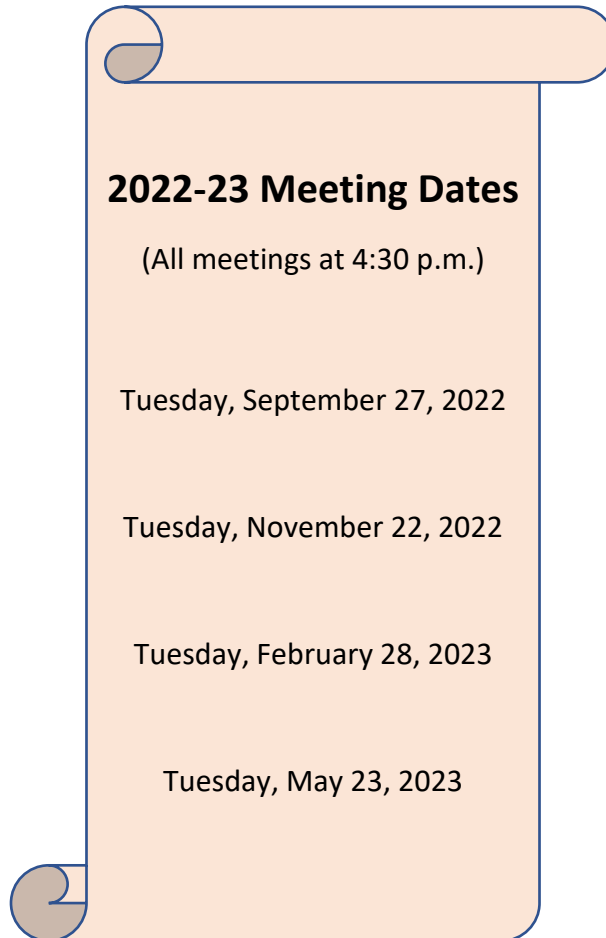 2022-23 Meeting Dates
(All meetings at 4:30 p.m.)
Tuesday, September 27, 2022
Tuesday, November 22, 2022
Tuesday, February 28, 2023
Tuesday, May 23, 2023